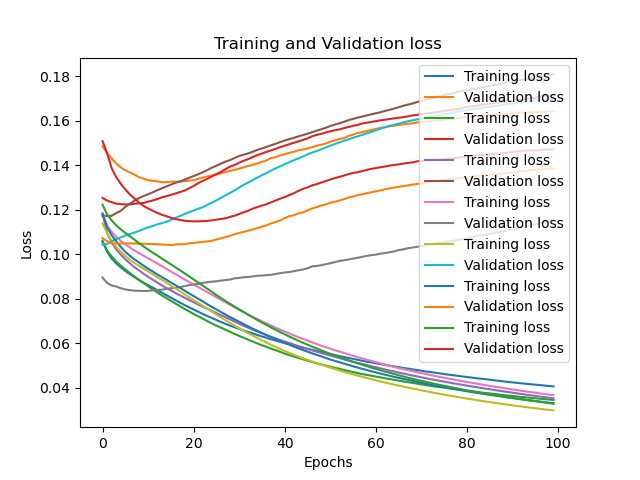 Training and Validation loss
Loss
0.18
0.16
0.14
0.12
0.10
0.08
0.06
0.04
0
20
40
60
80
100
Epochs
Training loss
Validation loss
Training loss
Validation loss
Training loss
Validation loss
Training loss
Validation loss
Training loss
Validation loss
Training loss
Validation loss
Training loss
Validation loss